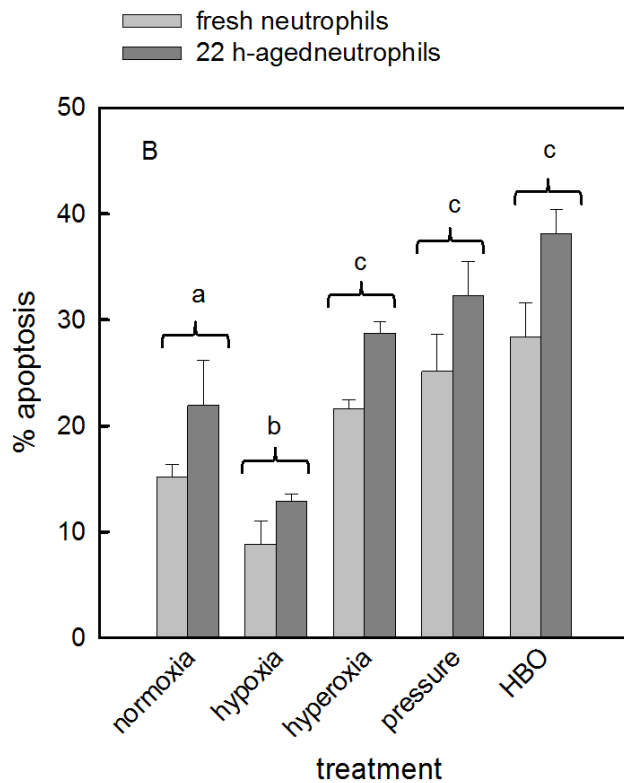 fresh neutrophils
22 h-agedneutrophils
50
B
c
40
c
c
a
30
% apoptosis
20
b
10
0
normoxia
hypoxia
hyperoxia
pressure
HBO
treatment